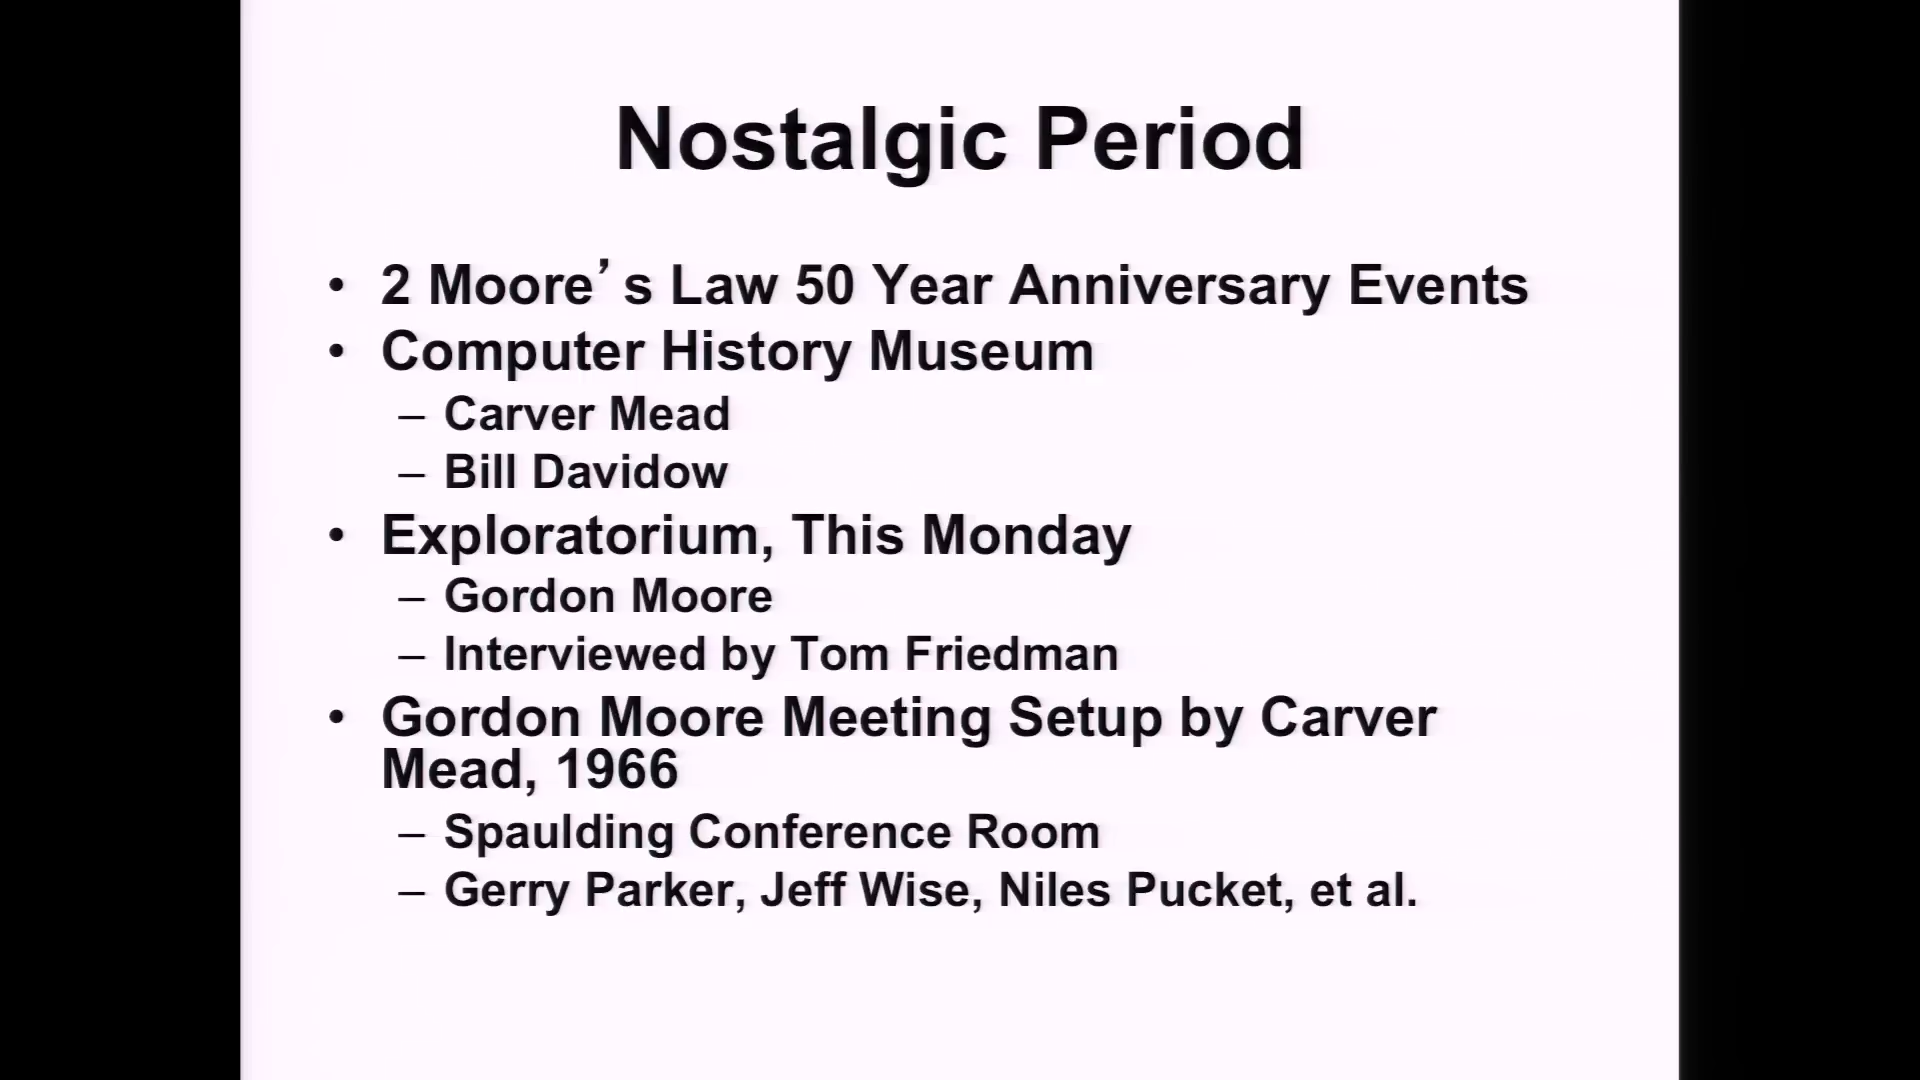 Nostalgic Period
• 2 Moore’s Law 50 Year Anniversary Events
• Computer History Museum
– Carver Mead
– Bill Davidow
• Exploratorium, This Monday
– Gordon Moore
– Interviewed by Tom Friedman
• Gordon Moore Meeting Setup by Carver
Mead, 1966
– Spaulding Conference Room
– Gerry Parker, Jeff Wise, Niles Pucket, et al.